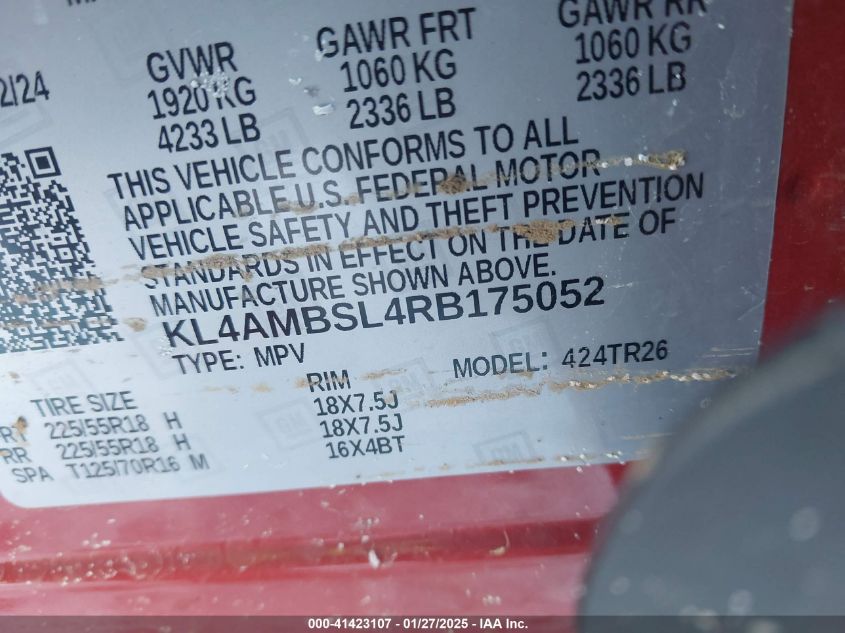 GVWR
1920 KG
4233 LB
GAWR FRT
1060 KG
2336 LB
GAWR RR
1060 KG
2336 LB
2/24
THIS VEHICLE CONFORMS TO ALL
APPLICABLE U.S. FEDERAL MOTOR
VEHICLE SAFETY AND THEFT PREVENTION
STANDARDS IN EFFECT ON THE DATE OF
MANUFACTURE SHOWN ABOVE.
KL4AMBSL4RB175052
TYPE: MPV MODEL: 424TR26
TIRE SIZE RIM
225/55R18 H 18X7.5J
RR 225/55R18 H 18X7.5J
SPA T125/70R16 M 16X4BT
000-41423107 - 01/27/2025 - IAA Inc.